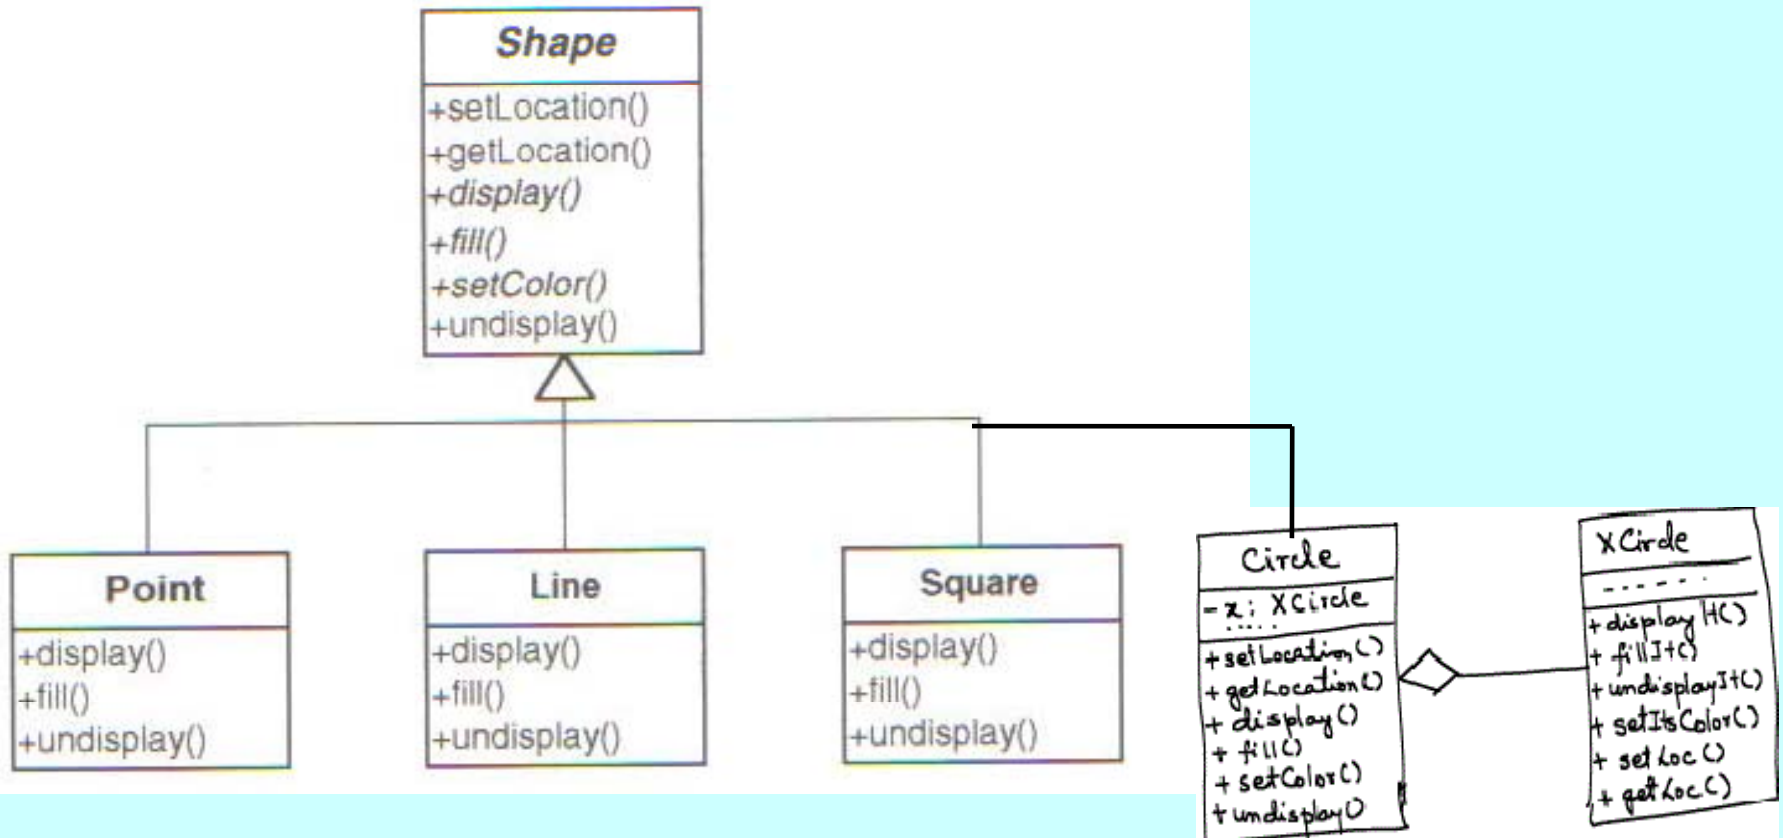 Shape
+setLocation()
+getLocation()
+display()
+fill()
+setColor()
+undisplay()
Point
+display()
+fill()
+undisplay()
Line
+display()
+fill()
+undisplay()
Square
+display()
+fill()
+undisplay()
Circle
- x : XCircle
.....
+ setLocation()
+ getLocation()
+ display()
+ fill()
+ setColor()
+ undisplay()
XCircle
- - - - -
+ displayIt()
+ fillIt()
+ undisplayIt()
+ setItsColor()
+ setLoc()
+ getLoc()